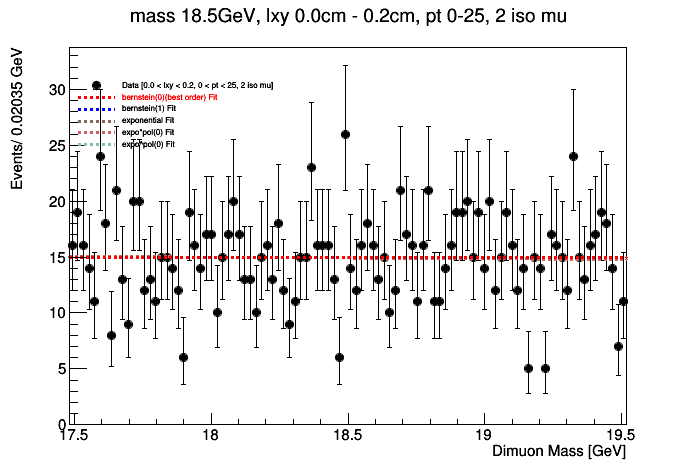 mass 18.5GeV, lxy 0.0cm - 0.2cm, pt 0-25, 2 iso mu
Events/ 0.02035 GeV
30
25
20
15
10
5
0
Data [0.0 < lxy < 0.2, 0 < pt < 25, 2 iso mu]
bernstein(0)(best order) Fit
bernstein(1) Fit
exponential Fit
expo*pol(0) Fit
expo*pol(0) Fit
17.5 18 18.5 19 19.5
Dimuon Mass [GeV]